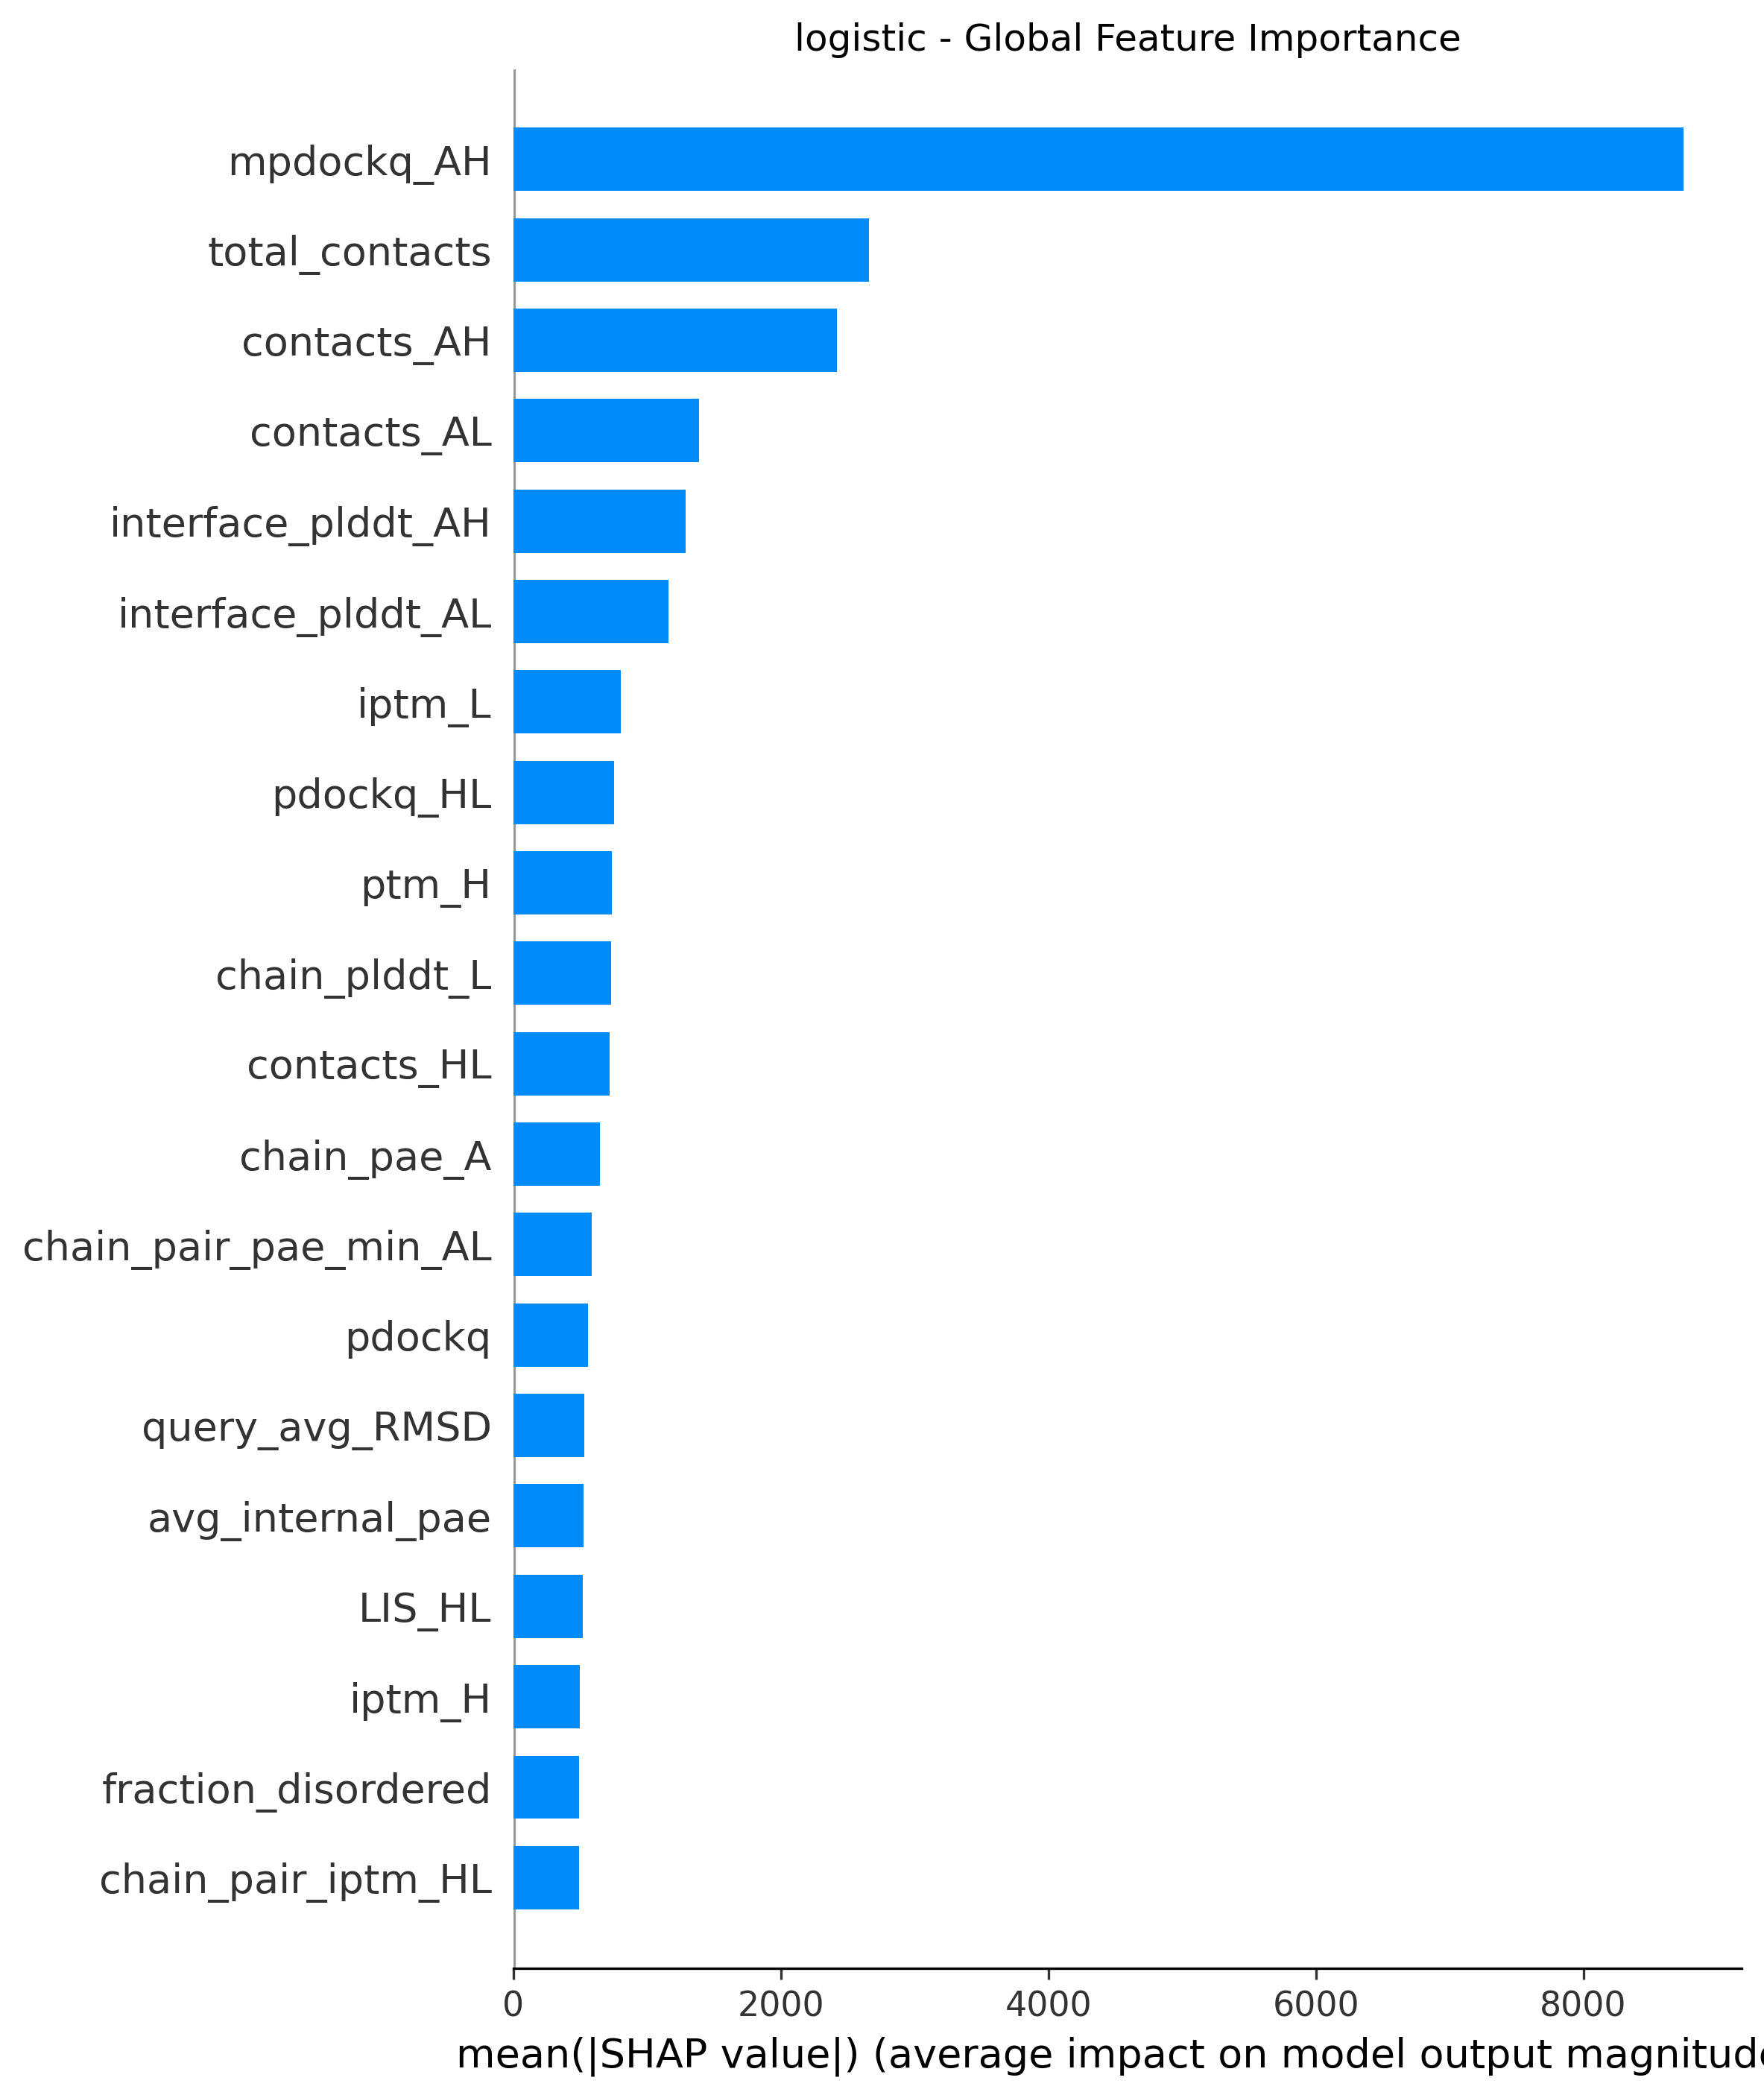 logistic - Global Feature Importance
mpdockq_AH
total_contacts
contacts_AH
contacts_AL
interface_plddt_AH
interface_plddt_AL
iptm_L
pdockq_HL
ptm_H
chain_plddt_L
contacts_HL
chain_pae_A
chain_pair_pae_min_AL
pdockq
query_avg_RMSD
avg_internal_pae
LIS_HL
iptm_H
fraction_disordered
chain_pair_iptm_HL
0 2000 4000 6000 8000
mean(|SHAP value|) (average impact on model output magnitude